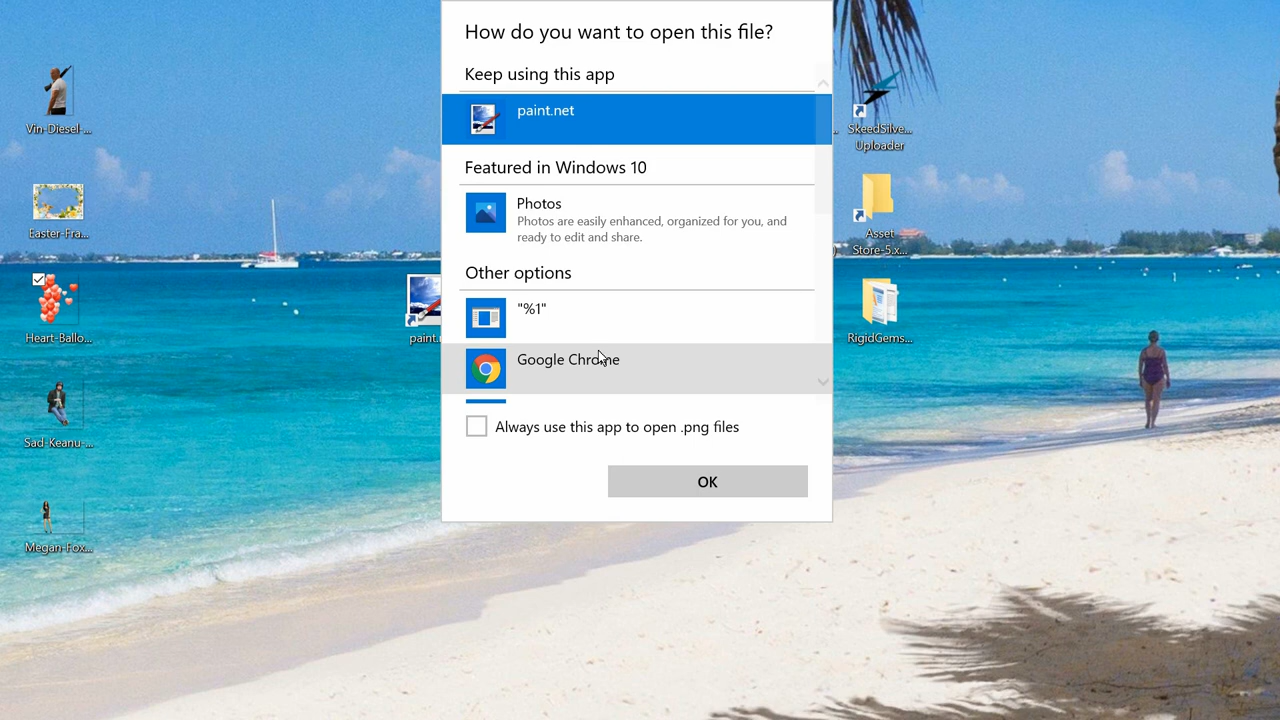 How do you want to open this file?
Keep using this app
paint.net
Featured in Windows 10
Photos
Photos are easily enhanced, organized for you, and
ready to edit and share.
Other options
"%1"
Google Chrome
Always use this app to open .png files
OK
Vin-Diesel-...
Easter-Fra...
Heart-Ballo...
Sad-Keanu-...
Megan-Fox...
SkeedSilve...
Uploader
Asset
Store-5.x...
RigidGems...